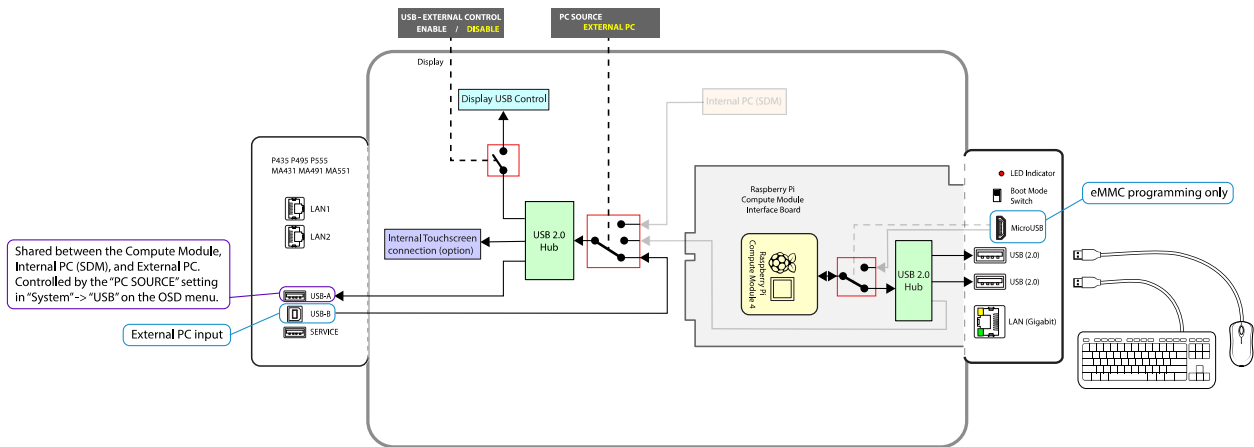 USB – EXTERNAL CONTROL
ENABLE / DISABLE
PC SOURCE
EXTERNAL PC
Display
Display USB Control
Internal PC (SDM)
P435 P495 P555
MA431 MA491 MA551
LAN1
LAN2
USB-A
USB-B
SERVICE
Shared between the Compute Module,
Internal PC (SDM), and External PC.
Controlled by the "PC SOURCE" setting
in "System"-> "USB" on the OSD menu.
External PC input
Internal Touchscreen
connection (option)
USB 2.0
Hub
Raspberry Pi
Compute Module
Interface Board
Raspberry Pi
Compute Module 4
USB 2.0
Hub
LED Indicator
Boot Mode
Switch
MicroUSB
USB (2.0)
USB (2.0)
LAN (Gigabit)
eMMC programming only